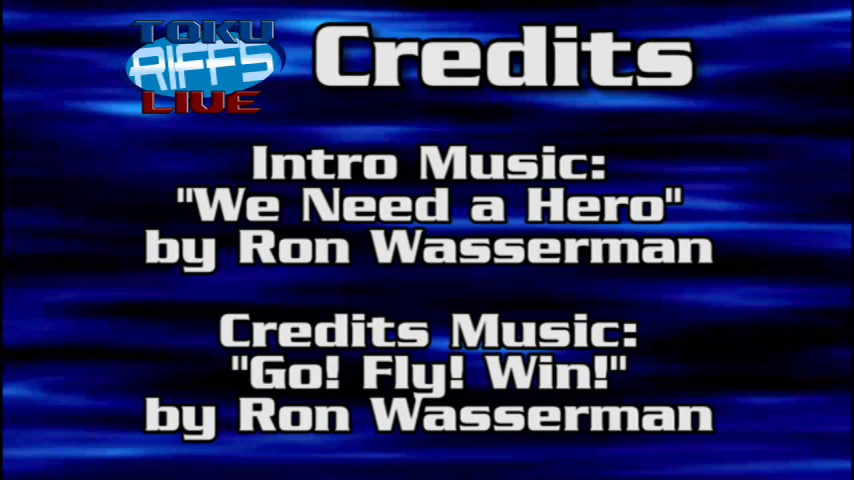 TOKU
RIFFS
LIVE
Credits
Intro Music:
"We Need a Hero"
by Ron Wasserman
Credits Music:
"Go! Fly! Win!"
by Ron Wasserman